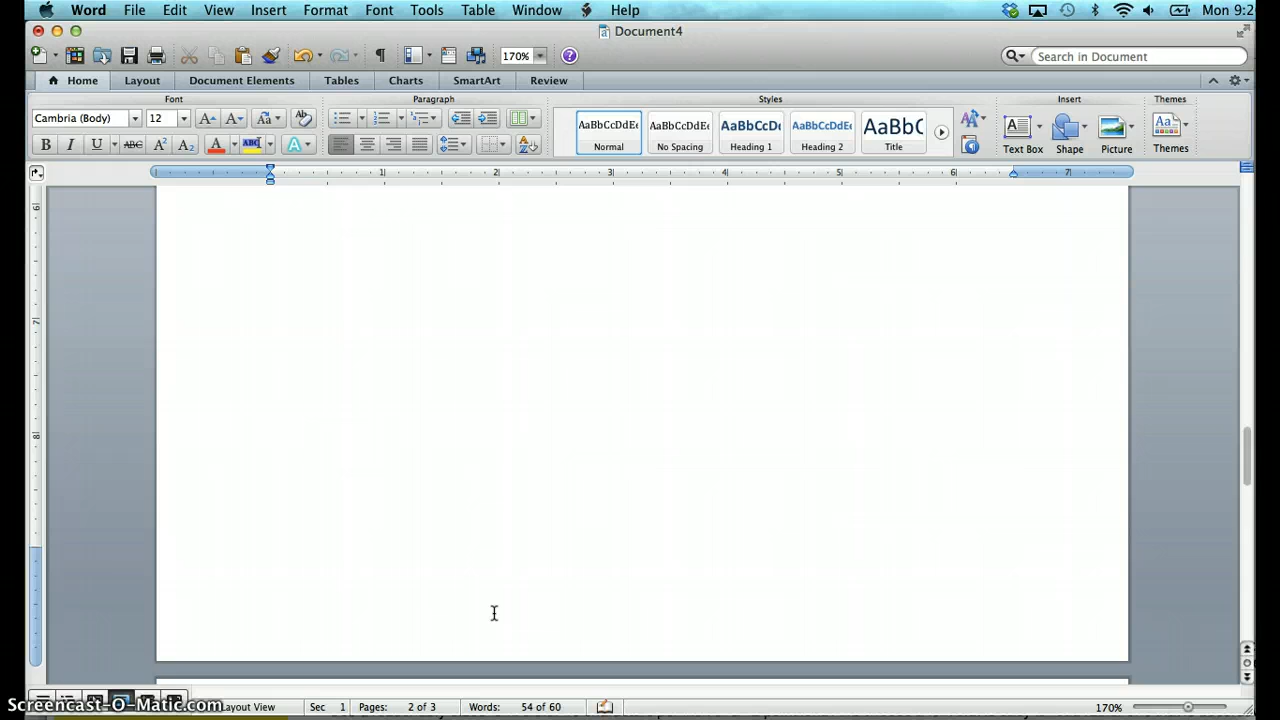 Word File Edit View Insert Format Font Tools Table Window Help Mon 9:2
Document4
170%
Search in Document
Home Layout Document Elements Tables Charts SmartArt Review
Font Paragraph Styles Insert Themes
Cambria (Body) 12
AaBbCcDdEe AaBbCcDdEe AaBbCcDc AaBbCcDdEe AaBbC
Normal No Spacing Heading 1 Heading 2 Title
Text Box Shape Picture Themes
B I U ABC A² A₂ A ABC A
1 2 3 4 5 6 7
6
7
8
Layout View Sec 1 Pages: 2 of 3 Words: 54 of 60 170%
Screencast-O-Matic.com